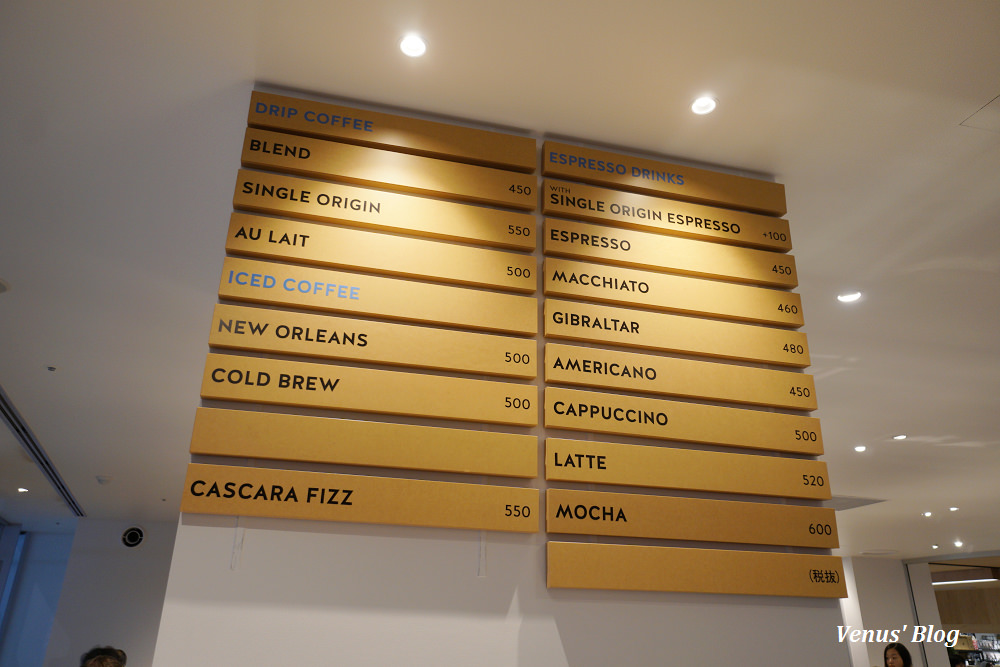 DRIP COFFEE
BLEND 450
SINGLE ORIGIN 550
AU LAIT 500
ICED COFFEE
NEW ORLEANS 500
COLD BREW 500
CASCARA FIZZ 550
ESPRESSO DRINKS
WITH
SINGLE ORIGIN ESPRESSO +100
ESPRESSO 450
MACCHIATO 460
GIBRALTAR 480
AMERICANO 450
CAPPUCCINO 500
LATTE 520
MOCHA 600
(税抜)
Venus' Blog